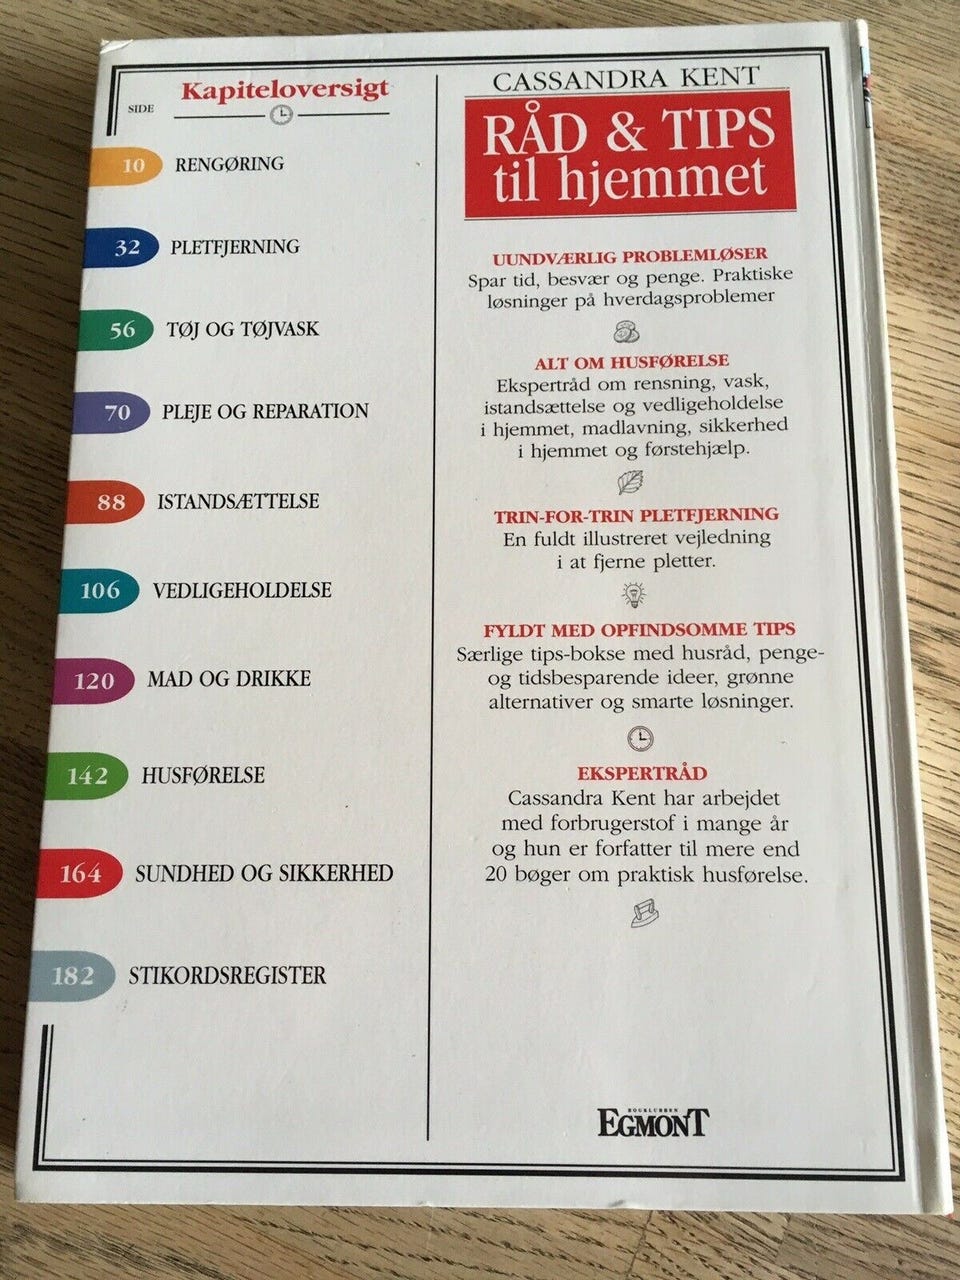 Kapiteloversigt
SIDE
10 RENGØRING
32 PLETFJERNING
56 TØJ OG TØJVASK
70 PLEJE OG REPARATION
88 ISTANDSÆTTELSE
106 VEDLIGEHOLDELSE
120 MAD OG DRIKKE
142 HUSFØRELSE
164 SUNDHED OG SIKKERHED
182 STIKORDSREGISTER
CASSANDRA KENT
RÅD & TIPS
til hjemmet
UUNDVÆRLIG PROBLEMLØSER
Spar tid, besvær og penge. Praktiske
løsninger på hverdagsproblemer
ALT OM HUSFØRELSE
Ekspertråd om rensning, vask,
istandsættelse og vedligeholdelse
i hjemmet, madlavning, sikkerhed
i hjemmet og førstehjælp.
TRIN-FOR-TRIN PLETFJERNING
En fuldt illustreret vejledning
i at fjerne pletter.
FYLDT MED OPFINDSOMME TIPS
Særlige tips-bokse med husråd, penge-
og tidsbesparende ideer, grønne
alternativer og smarte løsninger.
EKSPERTRÅD
Cassandra Kent har arbejdet
med forbrugerstof i mange år
og hun er forfatter til mere end
20 bøger om praktisk husførelse.
BOGKLUBBEN
EGMONT